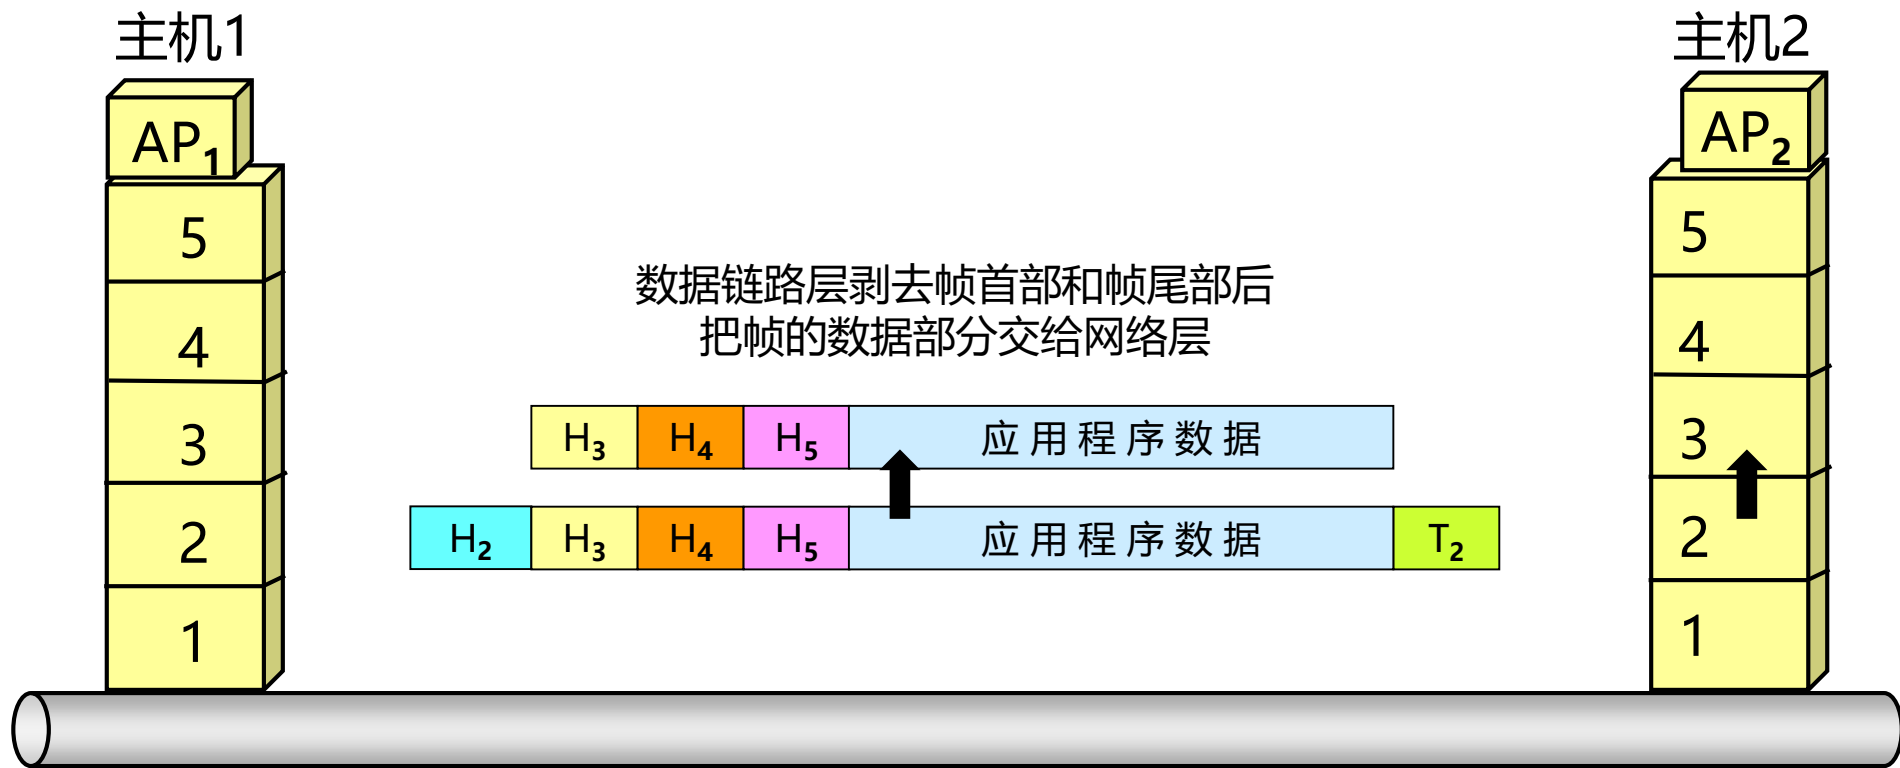 主机1
主机2
AP1
AP2
5
4
3
2
1
数据链路层剥去帧首部和帧尾部后
把帧的数据部分交给网络层
H3 H4 H5 应用程序数据
H2 H3 H4 H5 应用程序数据 T2
5
4
3
2
1